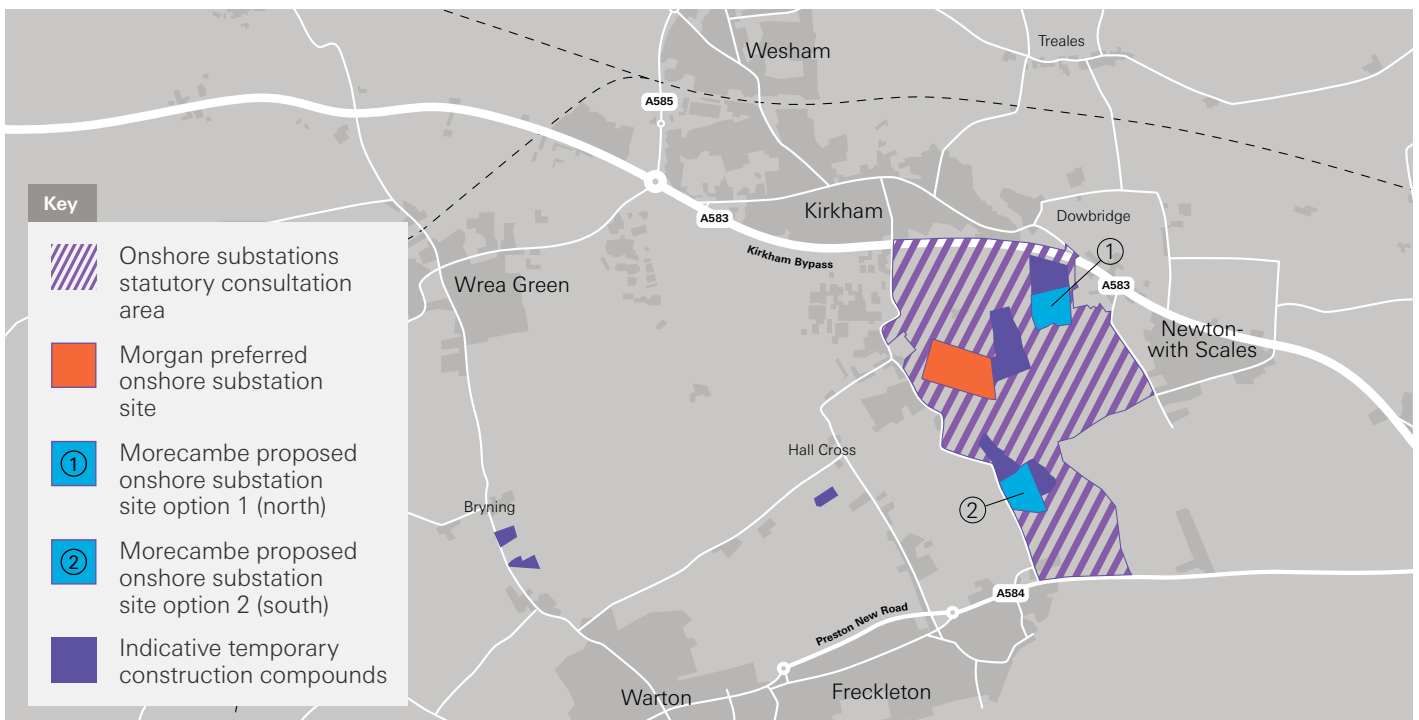 Wesham
Treales
A585
Key
Kirkham
A583
Dowbridge
1
Kirkham Bypass
Onshore substations
statutory consultation
area
Wrea Green
A583
Newton-
with Scales
Morgan preferred
onshore substation
site
Hall Cross
1
Morecambe proposed
onshore substation
site option 1 (north)
Bryning
2
2
Morecambe proposed
onshore substation
site option 2 (south)
A584
Preston New Road
Indicative temporary
construction compounds
Warton
Freckleton